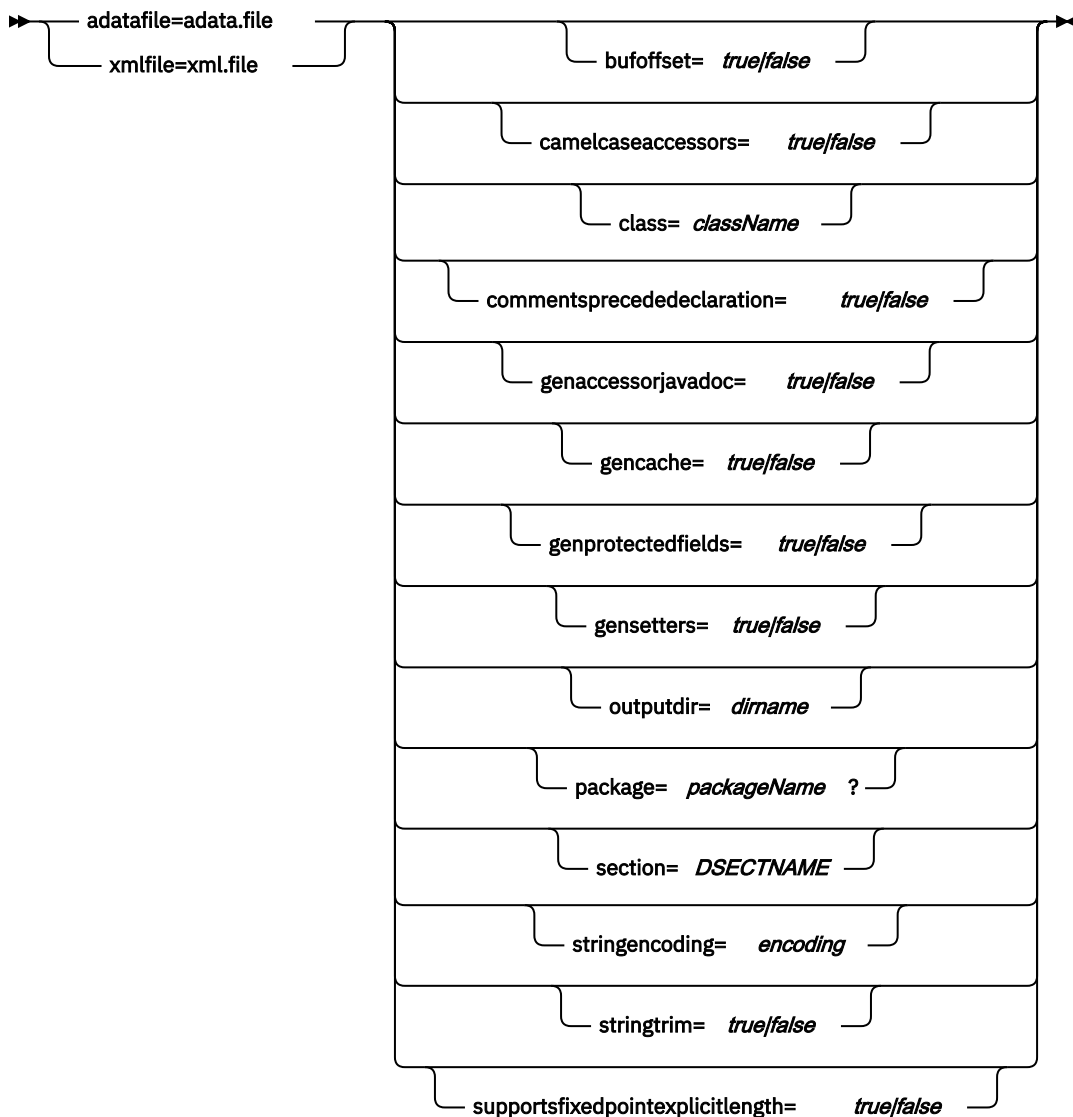 adatafile=adata.file
xmlfile=xml.file
bufoffset= true|false
camelcaseaccessors= true|false
class= className
commentsprecededeclaration= true|false
genaccessorjavadoc= true|false
gencache= true|false
genprotectedfields= true|false
gensetters= true|false
outputdir= dirname
package= packageName ?
section= DSECTNAME
stringencoding= encoding
stringtrim= true|false
supportsfixedpointexplicitlength= true|false